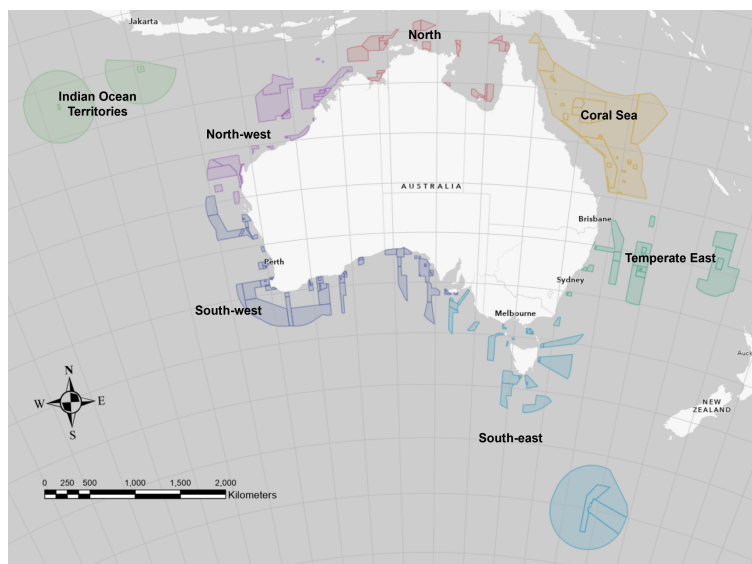 Jakarta
North
Indian Ocean
Territories
Coral Sea
North-west
AUSTRALIA
Brisbane
Temperate East
Perth
Sydney
South-west
Melbourne
Auck
N
W E
S
NEW
ZEALAND
South-east
0 250 500 1,000 1,500 2,000
Kilometers